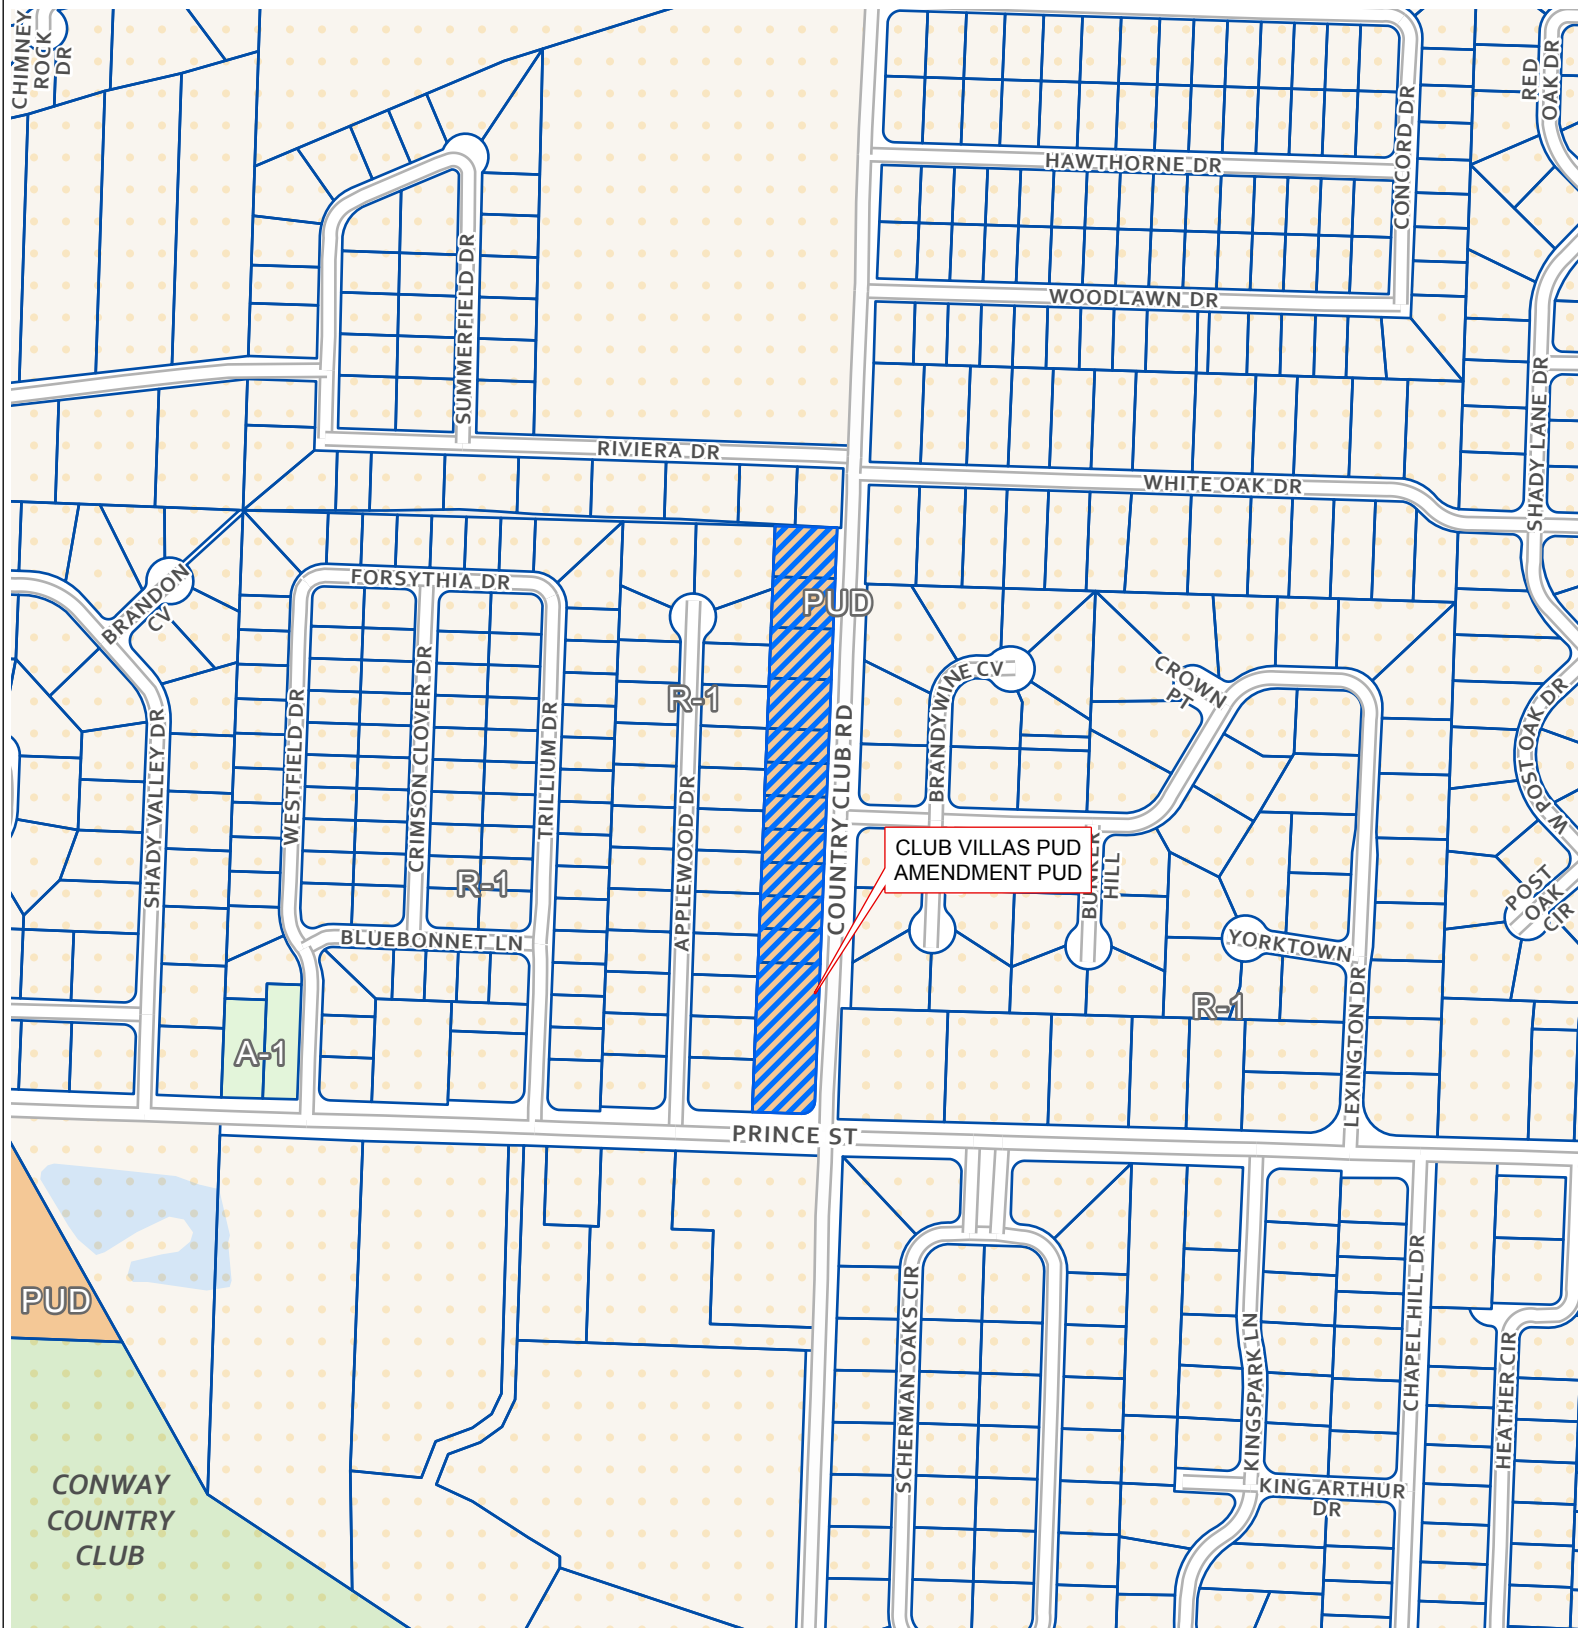 CHIMNEY
ROCK
DR
RED
OAK DR
CONCORD DR
HAWTHORNE DR
WOODLAWN DR
SUMMERFIELD DR
SHADY LANE DR
RIVIERA DR
WHITE OAK DR
BRANDON
CV
FORSYTHIA DR
PUD
R-1
CROWN
PT
BRANDYWINE CV
SHADY VALLEY DR
WESTFIELD DR
CRIMSON CLOVER DR
TRILLIUM DR
APPLEWOOD DR
COUNTRY CLUB RD
W POST OAK DR
CLUB VILLAS PUD
AMENDMENT PUD
BUNKER
HILL
R-1
POST
OAK
CIR
BLUEBONNET LN
YORKTOWN
R-1
LEXINGTON DR
A-1
PRINCE ST
PUD
SCHERMAN OAKS CIR
KINGSPARK LN
CHAPEL HILL DR
HEATHER CIR
KING ARTHUR
DR
CONWAY
COUNTRY
CLUB